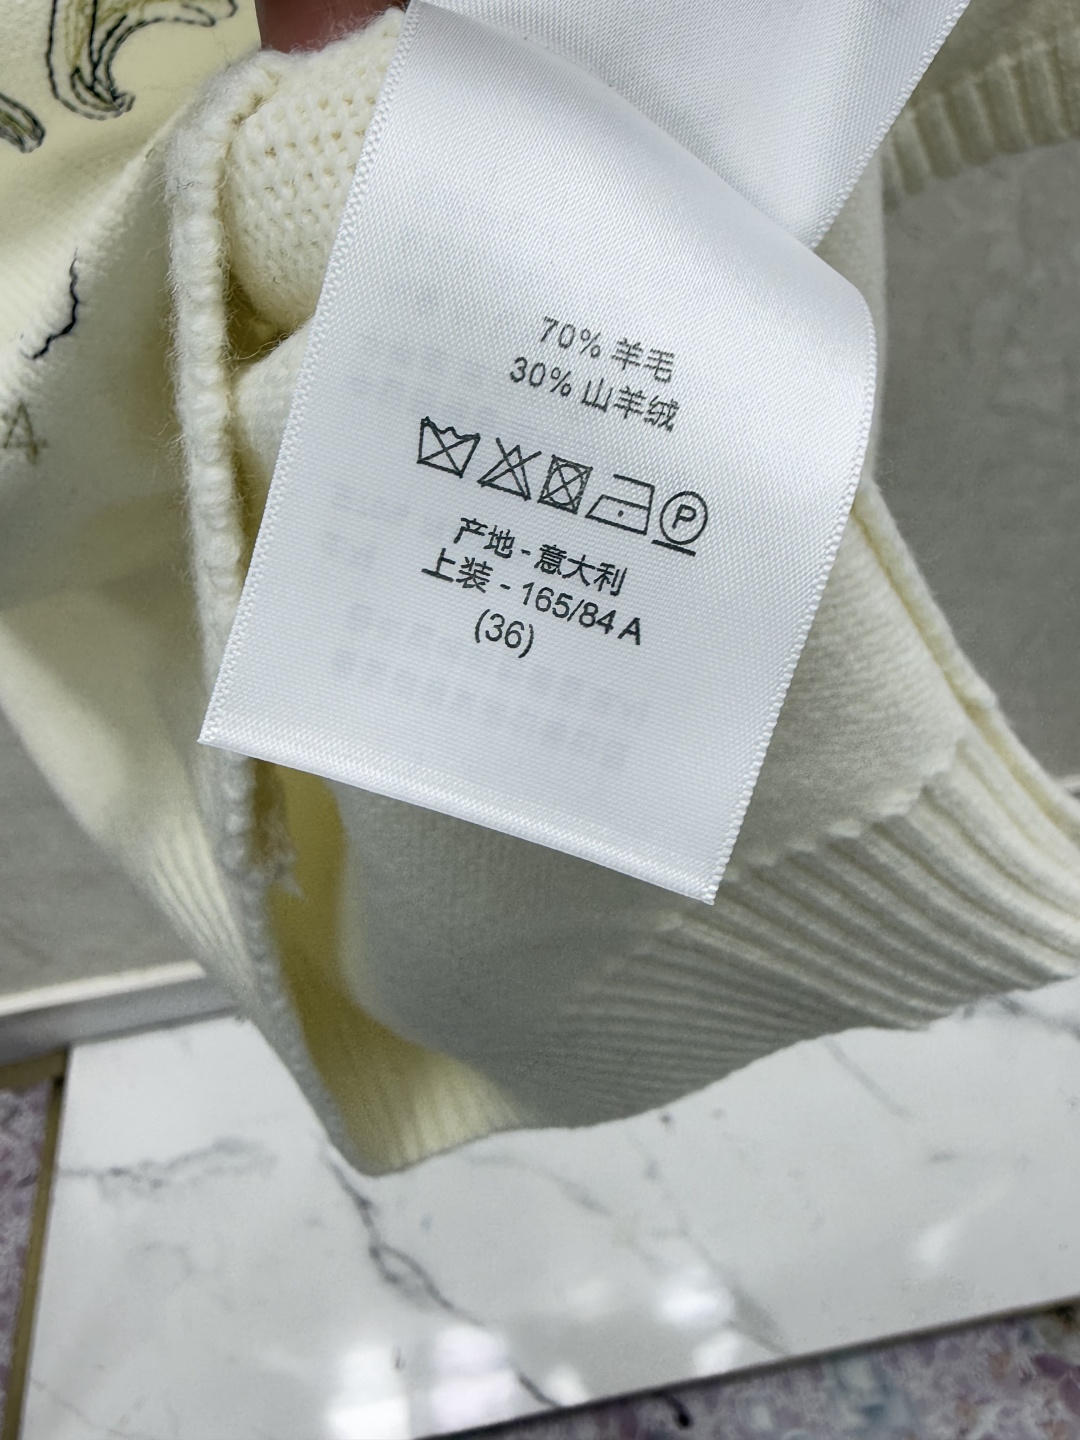 70% 羊毛
30% 山羊绒
P
产地 - 意大利
上装 - 165/84 A
(36)
A